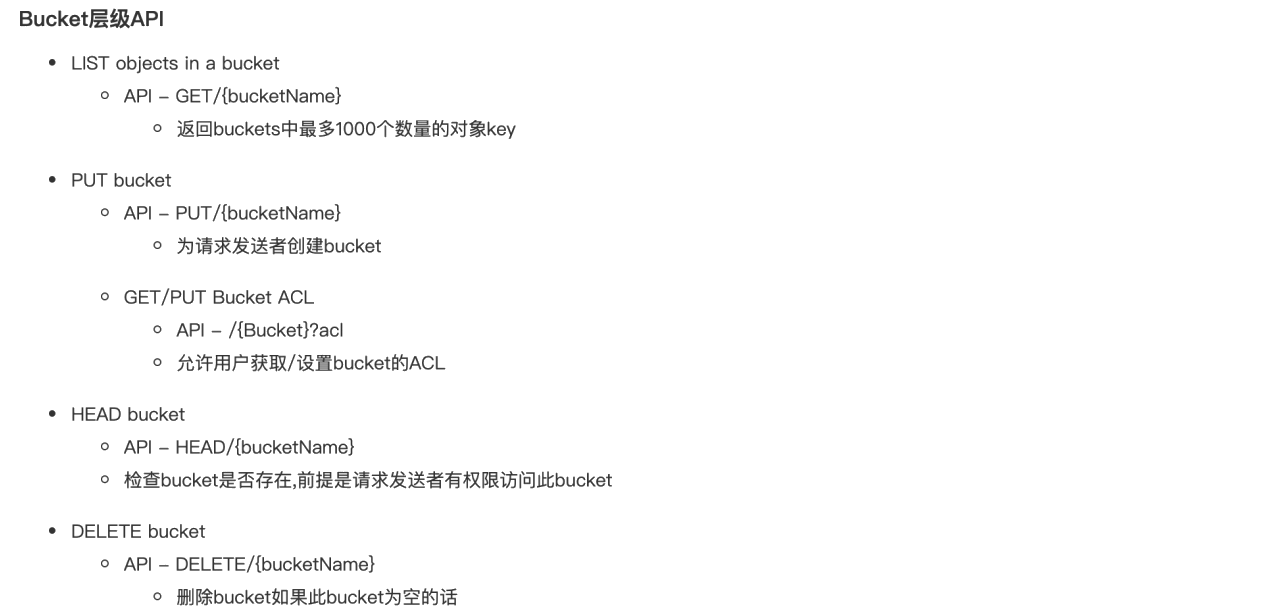 Bucket层级API
LIST objects in a bucket
API – GET/{bucketName}
返回buckets中最多1000个数量的对象key
PUT bucket
API – PUT/{bucketName}
为请求发送者创建bucket
GET/PUT Bucket ACL
API – /{Bucket}?acl
允许用户获取/设置bucket的ACL
HEAD bucket
API – HEAD/{bucketName}
检查bucket是否存在,前提是请求发送者有权限访问此bucket
DELETE bucket
API – DELETE/{bucketName}
删除bucket如果此bucket为空的话